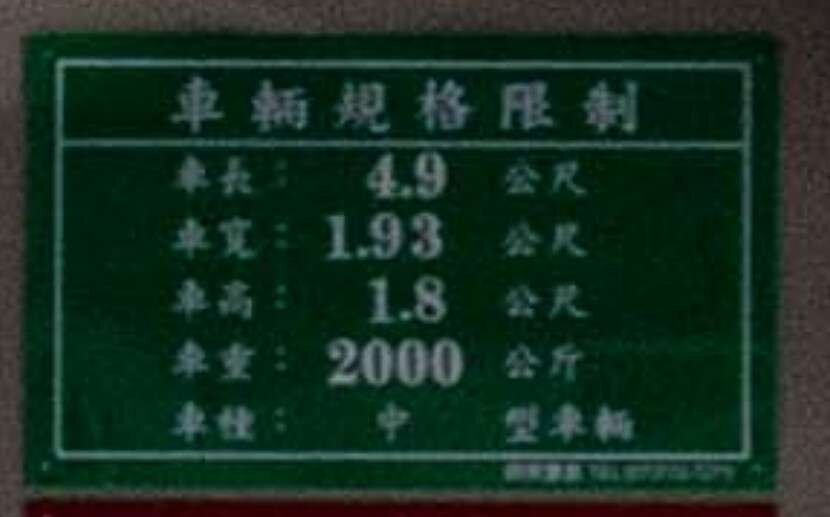 車輛規格限制
車長： 4.9 公尺
車寬： 1.93 公尺
車高： 1.8 公尺
車重： 2000 公斤
車種： 中 型車輛